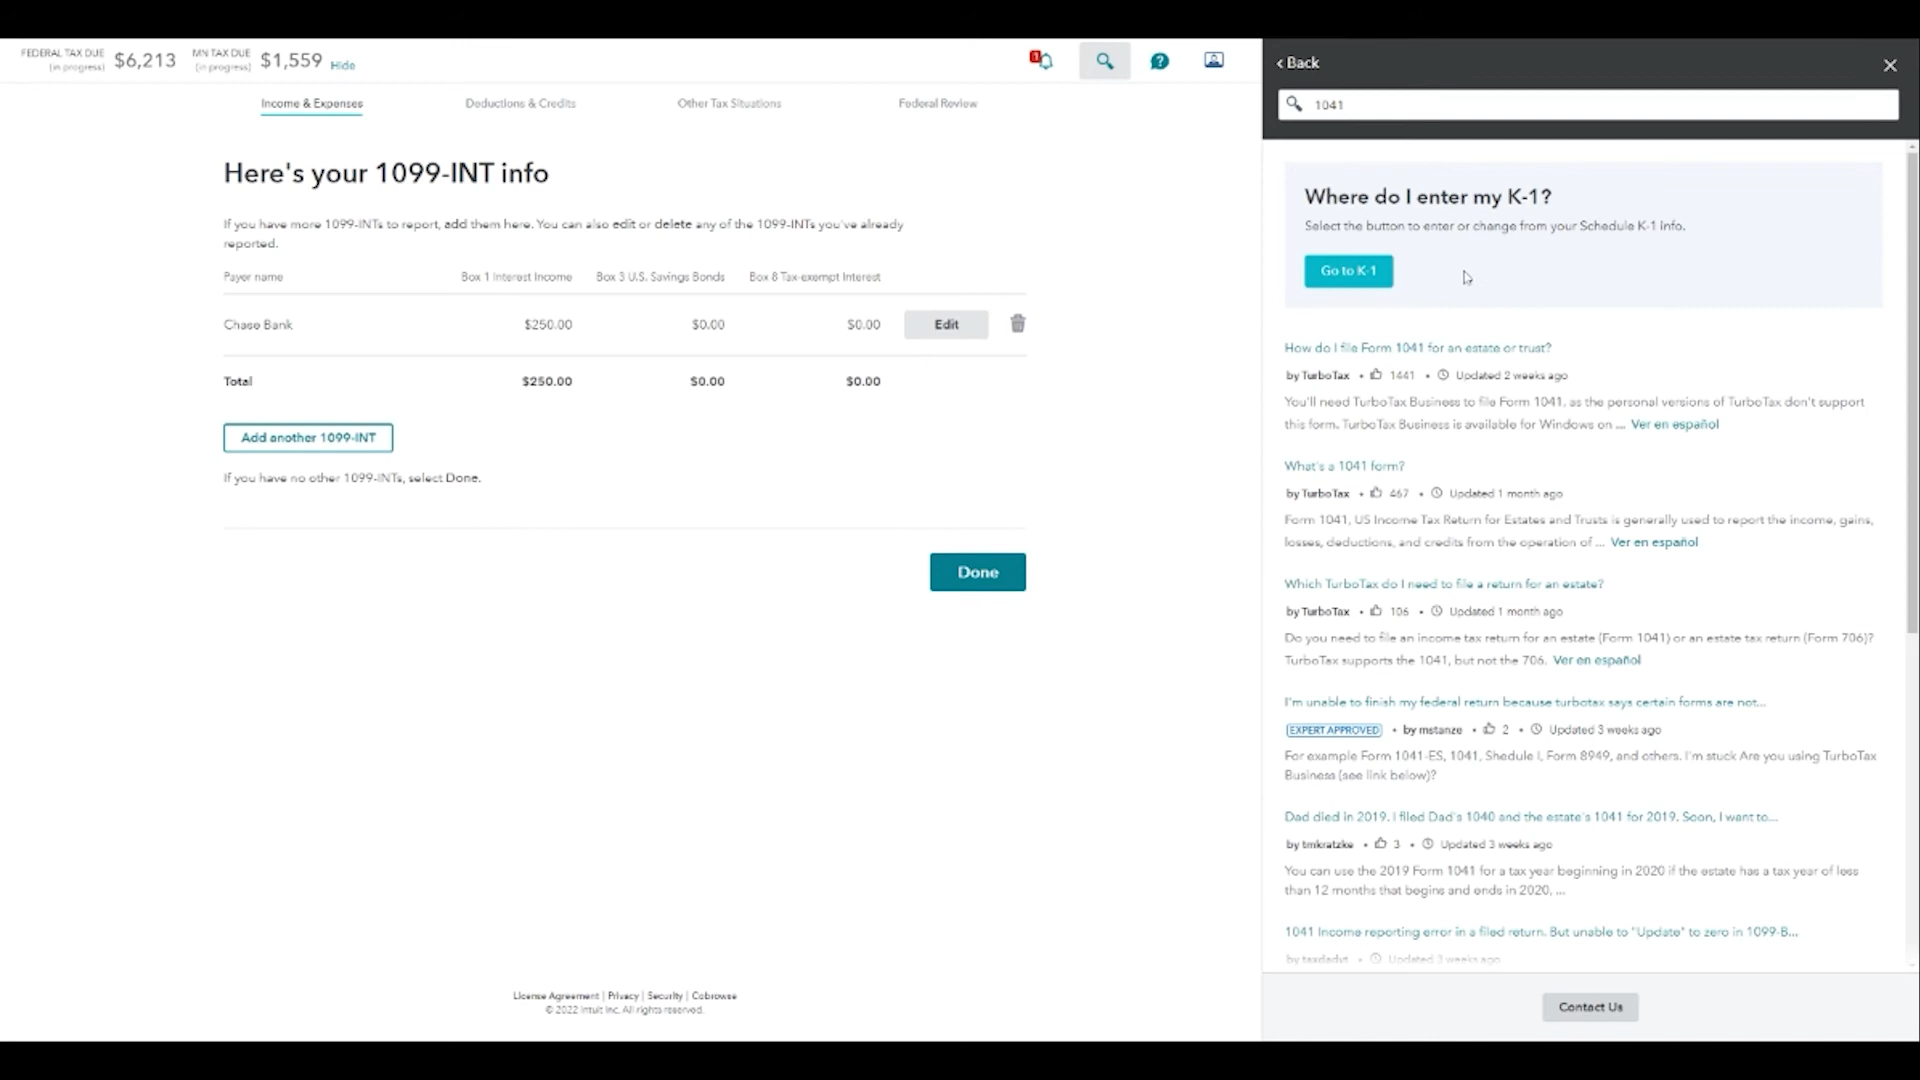 FEDERAL TAX DUE
(in progress)
$6,213
MN TAX DUE
(in progress)
$1,559
Hide
1
Income & Expenses
Deductions & Credits
Other Tax Situations
Federal Review
Here's your 1099-INT info
If you have more 1099-INTs to report, add them here. You can also edit or delete any of the 1099-INTs you've already
reported.
Payer name Box 1 Interest Income Box 3 U.S. Savings Bonds Box 8 Tax-exempt Interest
Chase Bank $250.00 $0.00 $0.00 Edit
Total $250.00 $0.00 $0.00
Add another 1099-INT
If you have no other 1099-INTs, select Done.
Done
License Agreement | Privacy | Security | Cobrowse
© 2022 Intuit Inc. All rights reserved.
Back
1041
Where do I enter my K-1?
Select the button to enter or change from your Schedule K-1 info.
Go to K-1
How do I file Form 1041 for an estate or trust?
by TurboTax • 1441 • Updated 2 weeks ago
You'll need TurboTax Business to file Form 1041, as the personal versions of TurboTax don't support
this form. TurboTax Business is available for Windows on ... Ver en español
What's a 1041 form?
by TurboTax • 467 • Updated 1 month ago
Form 1041, US Income Tax Return for Estates and Trusts is generally used to report the income, gains,
losses, deductions, and credits from the operation of ... Ver en español
Which TurboTax do I need to file a return for an estate?
by TurboTax • 106 • Updated 1 month ago
Do you need to file an income tax return for an estate (Form 1041) or an estate tax return (Form 706)?
TurboTax supports the 1041, but not the 706. Ver en español
I'm unable to finish my federal return because turbotax says certain forms are not...
EXPERT APPROVED • by mstanze • 2 • Updated 3 weeks ago
For example Form 1041-ES, 1041, Shedule I, Form 8949, and others. I'm stuck Are you using TurboTax
Business (see link below)?
Dad died in 2019. I filed Dad's 1040 and the estate's 1041 for 2019. Soon, I want to...
by tmkratzke • 3 • Updated 3 weeks ago
You can use the 2019 Form 1041 for a tax year beginning in 2020 if the estate has a tax year of less
than 12 months that begins and ends in 2020, ...
1041 Income reporting error in a filed return. But unable to "Update" to zero in 1099-B...
by taxdadvt • Updated 3 weeks ago
Contact Us